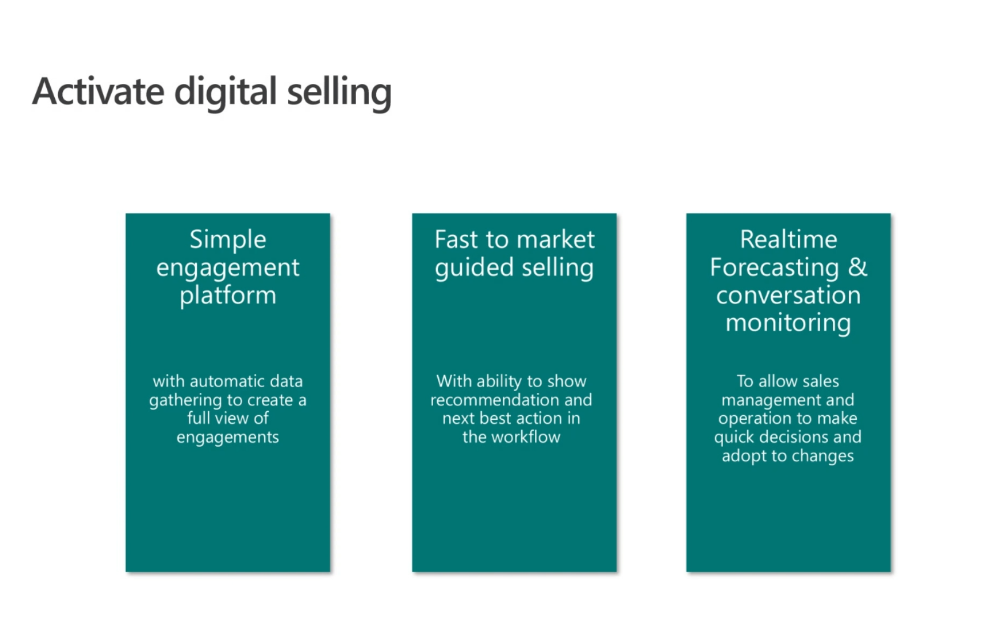 Activate digital selling
Simple
engagement
platform
with automatic data
gathering to create a
full view of
engagements
Fast to market
guided selling
With ability to show
recommendation and
next best action in
the workflow
Realtime
Forecasting &
conversation
monitoring
To allow sales
management and
operation to make
quick decisions and
adopt to changes